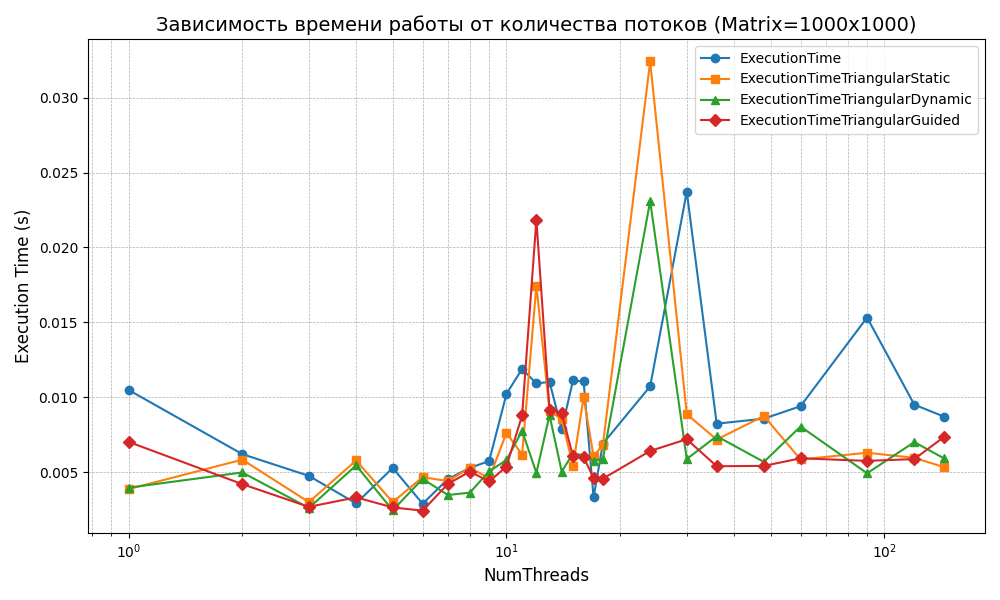 Зависимость времени работы от количества потоков (Matrix=1000x1000)
ExecutionTime
ExecutionTimeTriangularStatic
ExecutionTimeTriangularDynamic
ExecutionTimeTriangularGuided
Execution Time (s)
0.030
0.025
0.020
0.015
0.010
0.005
10⁰
10¹
10²
NumThreads